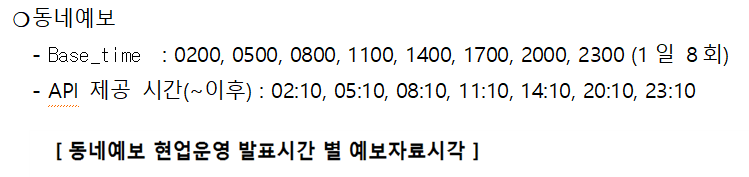 ❍동네예보
- Base_time : 0200, 0500, 0800, 1100, 1400, 1700, 2000, 2300 (1 일 8회)
- API 제공 시간(~이후) : 02:10, 05:10, 08:10, 11:10, 14:10, 20:10, 23:10
[ 동네예보 현업운영 발표시간 별 예보자료시각 ]